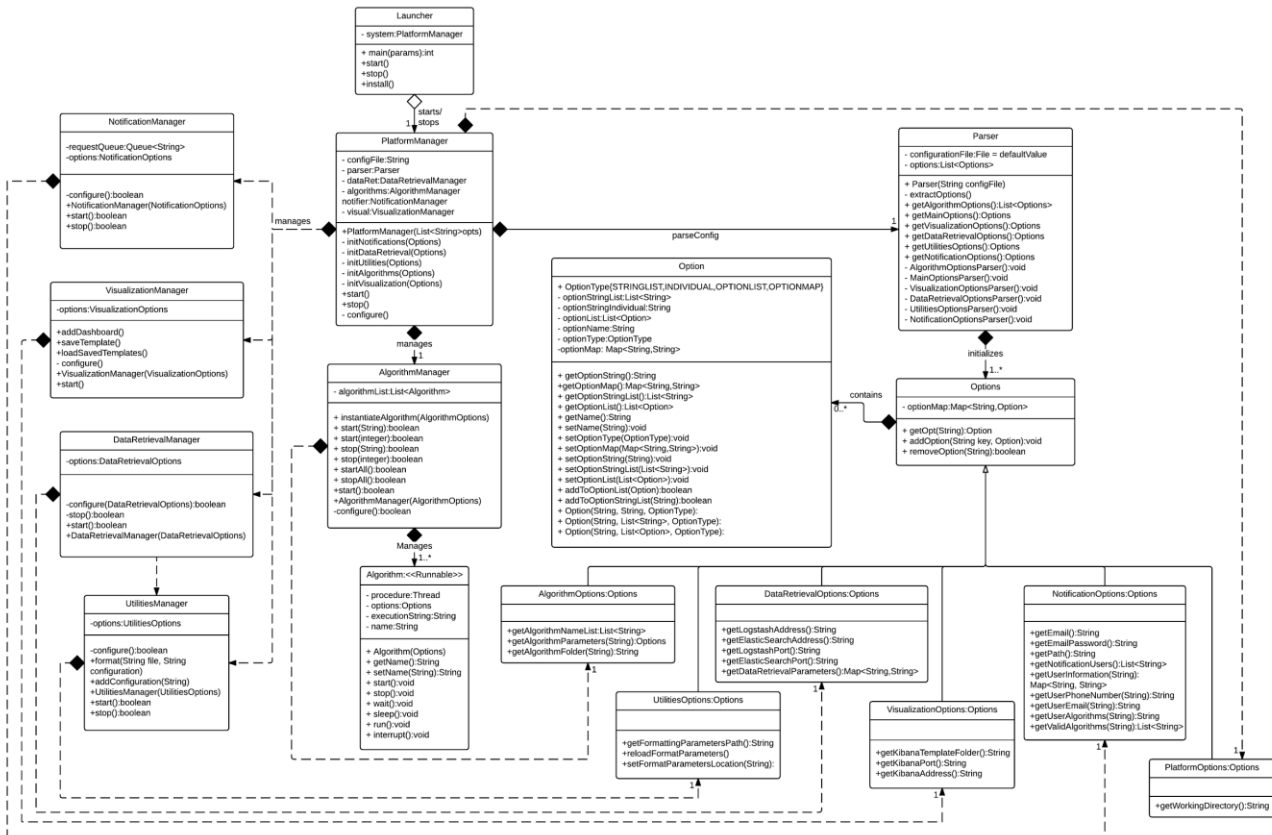 Launcher
- system:PlatformManager
+ main(params):int
+start()
+stop()
+install()
starts/
stops
1..
NotificationManager
-requestQueue:Queue<String>
-options:NotificationOptions
-configure():boolean
+NotificationManager(NotificationOptions)
+start():boolean
+stop():boolean
manages
PlatformManager
- configFile:String
- parser:Parser
- dataRet:DataRetrievalManager
- algorithms:AlgorithmManager
notifier:NotificationManager
- visual:VisualizationManager
+PlatformManager(List<String>opts)
- initNotifications(Options)
- initDataRetrieval(Options)
- initUtilities(Options)
- initAlgorithms(Options)
- initVisualization(Options)
+start()
+stop()
- configure()
parseConfig
1
Parser
- configurationFile:File = defaultValue
- options:List<Options>
+ Parser(String configFile)
- extractOptions()
+ getAlgorithmOptions():List<Options>
+ getMainOptions():Options
+ getVisualizationOptions():Options
+ getDataRetrievalOptions():Options
+ getUtilitiesOptions():Options
+ getNotificationOptions():Options
- AlgorithmOptionsParser():void
- MainOptionsParser():void
- VisualizationOptionsParser():void
- DataRetrievalOptionsParser():void
- UtilitiesOptionsParser():void
- NotificationOptionsParser():void
initializes
1..*
VisualizationManager
-options:VisualizationOptions
+addDashboard()
+saveTemplate()
+loadSavedTemplates()
- configure()
+VisualizationManager(VisualizationOptions)
+start()
manages
1
Option
+ OptionType{STRINGLIST,INDIVIDUAL,OPTIONLIST,OPTIONMAP}
- optionStringList:List<String>
- optionStringIndividual:String
- optionList:List<Option>
- optionName:String
- optionType:OptionType
-optionMap: Map<String,String>
+ getOptionString():String
+getOptionMap():Map<String,String>
+ getOptionStringList():List<String>
+ getOptionList():List<Option>
+ getName():String
+ setName(String):void
+ setOptionType(OptionType):void
+ setOptionMap(Map<String,String>):void
+ setOptionString(String):void
+ setOptionStringList(List<String>):void
+ setOptionList(List<Option>):void
+ addToOptionList(Option):boolean
+ addToOptionStringList(String):boolean
+ Option(String, String, OptionType):
+ Option(String, List<String>, OptionType):
+ Option(String, List<Option>, OptionType):
contains
0..*
Options
- optionMap:Map<String,Option>
+ getOpt(String):Option
+ addOption(String key, Option):void
+ removeOption(String):boolean
AlgorithmManager
- algorithmList:List<Algorithm>
+ instantiateAlgorithm(AlgorithmOptions)
+ start(String):boolean
+ start(integer):boolean
+ stop(String):boolean
+ stop(integer):boolean
+ startAll():boolean
+ stopAll():boolean
+start():boolean
+AlgorithmManager(AlgorithmOptions)
-configure():boolean
Manages
1..*
DataRetrievalManager
-options:DataRetrievalOptions
-configure(DataRetrievalOptions):boolean
-stop():boolean
+start():boolean
+DataRetrievalManager(DataRetrievalOptions)
UtilitiesManager
-options:UtilitiesOptions
-configure():boolean
+format(String file, String
configuration)
+addConfiguration(String)
+UtilitiesManager(UtilitiesOptions)
+start():boolean
+stop():boolean
Algorithm:<<Runnable>>
- procedure:Thread
- options:Options
- executionString:String
- name:String
+ Algorithm(Options)
+ getName():String
+ setName(String):String
+ start():void
+ stop():void
+ wait():void
+ sleep():void
+ run():void
+ interrupt():void
AlgorithmOptions:Options
+getAlgorithmNameList:List<String>
+getAlgorithmParameters(String):Options
+getAlgorithmFolder(String):String
1
DataRetrievalOptions:Options
+getLogstashAddress():String
+getElasticSearchAddress():String
+getLogstashPort():String
+getElasticSearchPort():String
+getDataRetrievalParameters():Map<String,String>
1
NotificationOptions:Options
+getEmail():String
+getEmailPassword():String
+getPath():String
+getNotificationUsers():List<String>
+getUserInformation(String):
Map<String, String>
+getUserPhoneNumber(String):String
+getUserEmail(String):String
+getUserAlgorithms(String):String
+getValidAlgorithms(String):List<String>
1
UtilitiesOptions:Options
+getFormattingParametersPath():String
+reloadFormatParameters()
+setFormatParametersLocation(String):
1
VisualizationOptions:Options
+getKibanaTemplateFolder():String
+getKibanaPort():String
+getKibanaAddress():String
1
1
PlatformOptions:Options
+getWorkingDirectory():String